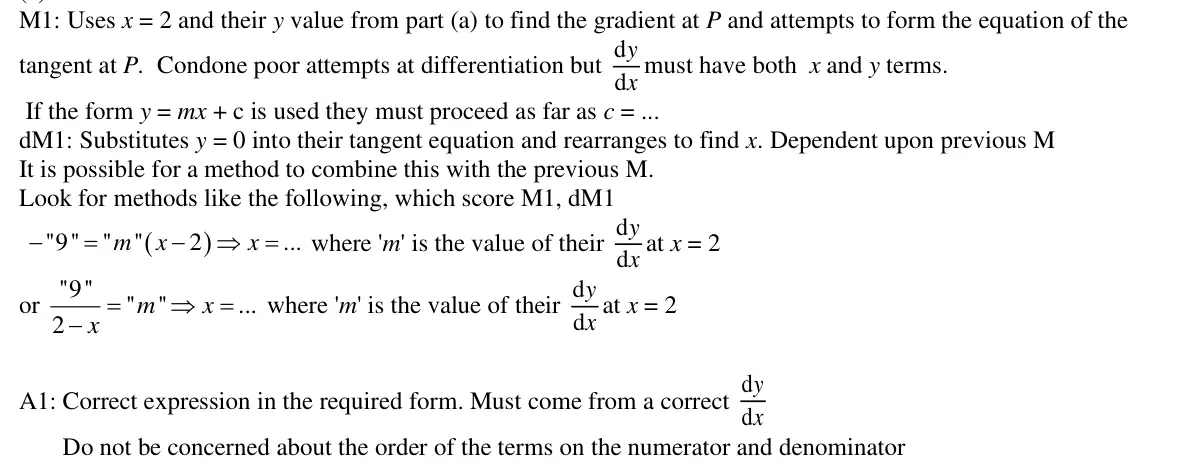 M1: Uses x = 2 and their y value from part (a) to find the gradient at P and attempts to form the equation of the
tangent at P. Condone poor attempts at differentiation but dy/dx must have both x and y terms.
If the form y = mx + c is used they must proceed as far as c = ...
dM1: Substitutes y = 0 into their tangent equation and rearranges to find x. Dependent upon previous M
It is possible for a method to combine this with the previous M.
Look for methods like the following, which score M1, dM1
−"9"="m"(x−2)⇒x=... where 'm' is the value of their dy/dx at x = 2
or "9"/(2−x)="m"⇒x=... where 'm' is the value of their dy/dx at x = 2
A1: Correct expression in the required form. Must come from a correct dy/dx
Do not be concerned about the order of the terms on the numerator and denominator